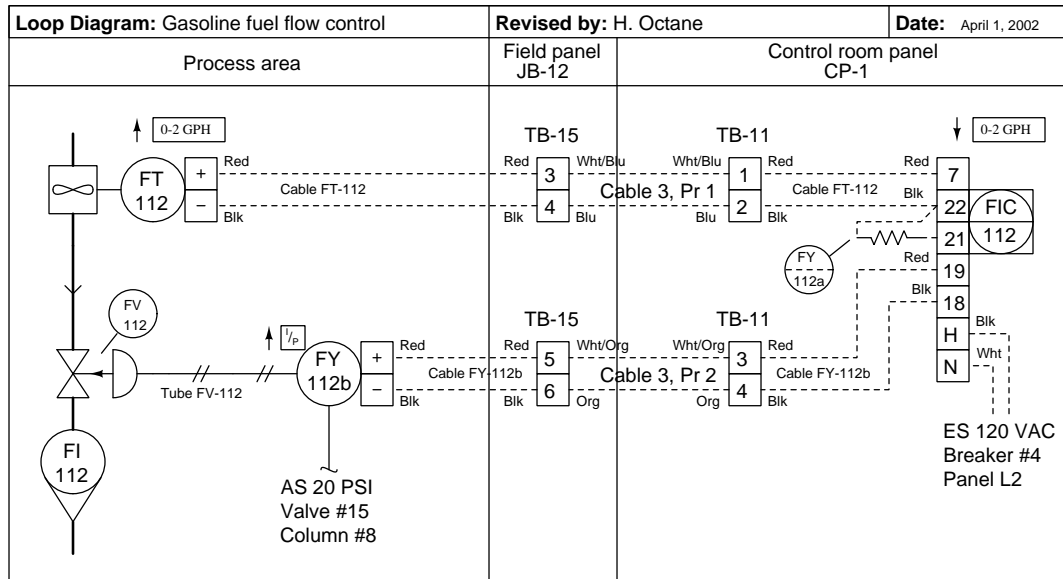 Loop Diagram: Gasoline fuel flow control
Revised by: H. Octane
Date: April 1, 2002
Process area
Field panel
JB-12
Control room panel
CP-1
0-2 GPH
TB-15
TB-11
0-2 GPH
FT
112
+
−
Red
Blk
Cable FT-112
Red
Blk
3
4
Wht/Blu
Blu
Cable 3, Pr 1
Wht/Blu
Blu
1
2
Red
Blk
Cable FT-112
Red
Blk
Red
Blk
7
22
21
19
18
H
N
FIC
112
Blk
Wht
FY
112a
FV
112
Tube FV-112
I/P
FY
112b
+
−
Red
Blk
Cable FY-112b
TB-15
Red
Blk
5
6
Wht/Org
Org
Cable 3, Pr 2
TB-11
Wht/Org
Org
3
4
Red
Blk
Cable FY-112b
FI
112
AS 20 PSI
Valve #15
Column #8
ES 120 VAC
Breaker #4
Panel L2